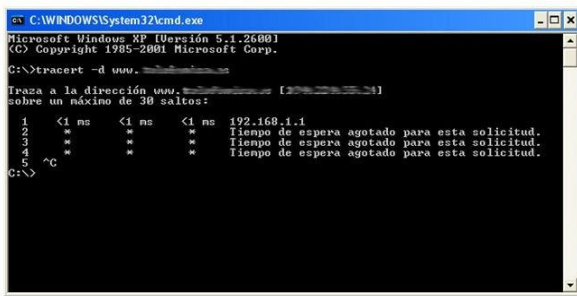 C:\WINDOWS\System32\cmd.exe
Microsoft Windows XP [Versión 5.1.2600]
(C) Copyright 1985-2001 Microsoft Corp.
C:\>tracert -d www.
Traza a la dirección www. [
sobre un máximo de 30 saltos:
1 <1 ms <1 ms <1 ms 192.168.1.1
2 * * * Tiempo de espera agotado para esta solicitud.
3 * * * Tiempo de espera agotado para esta solicitud.
4 * * * Tiempo de espera agotado para esta solicitud.
5 ^C
C:\>